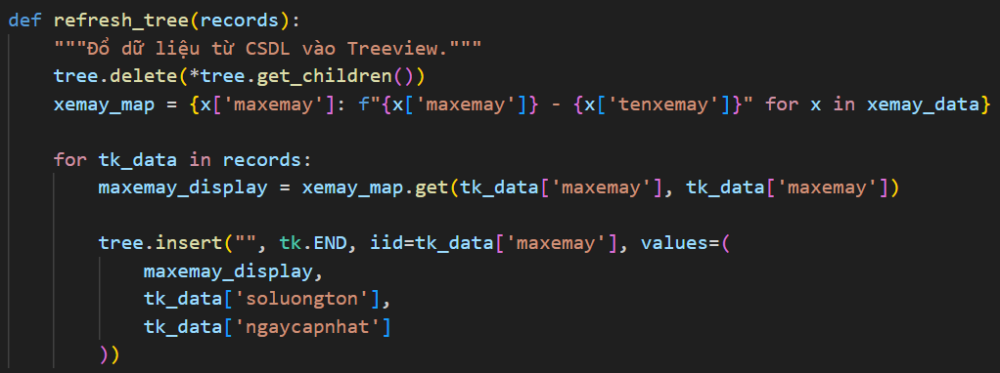 def refresh_tree(records):
    """Đổ dữ liệu từ CSDL vào Treeview."""
    tree.delete(*tree.get_children())
    xemay_map = {x['maxemay']: f"{x['maxemay']} - {x['tenxemay']}" for x in xemay_data}
    for tk_data in records:
        maxemay_display = xemay_map.get(tk_data['maxemay'], tk_data['maxemay'])
        tree.insert("", tk.END, iid=tk_data['maxemay'], values=(
            maxemay_display,
            tk_data['soluongton'],
            tk_data['ngaycapnhat']
        ))